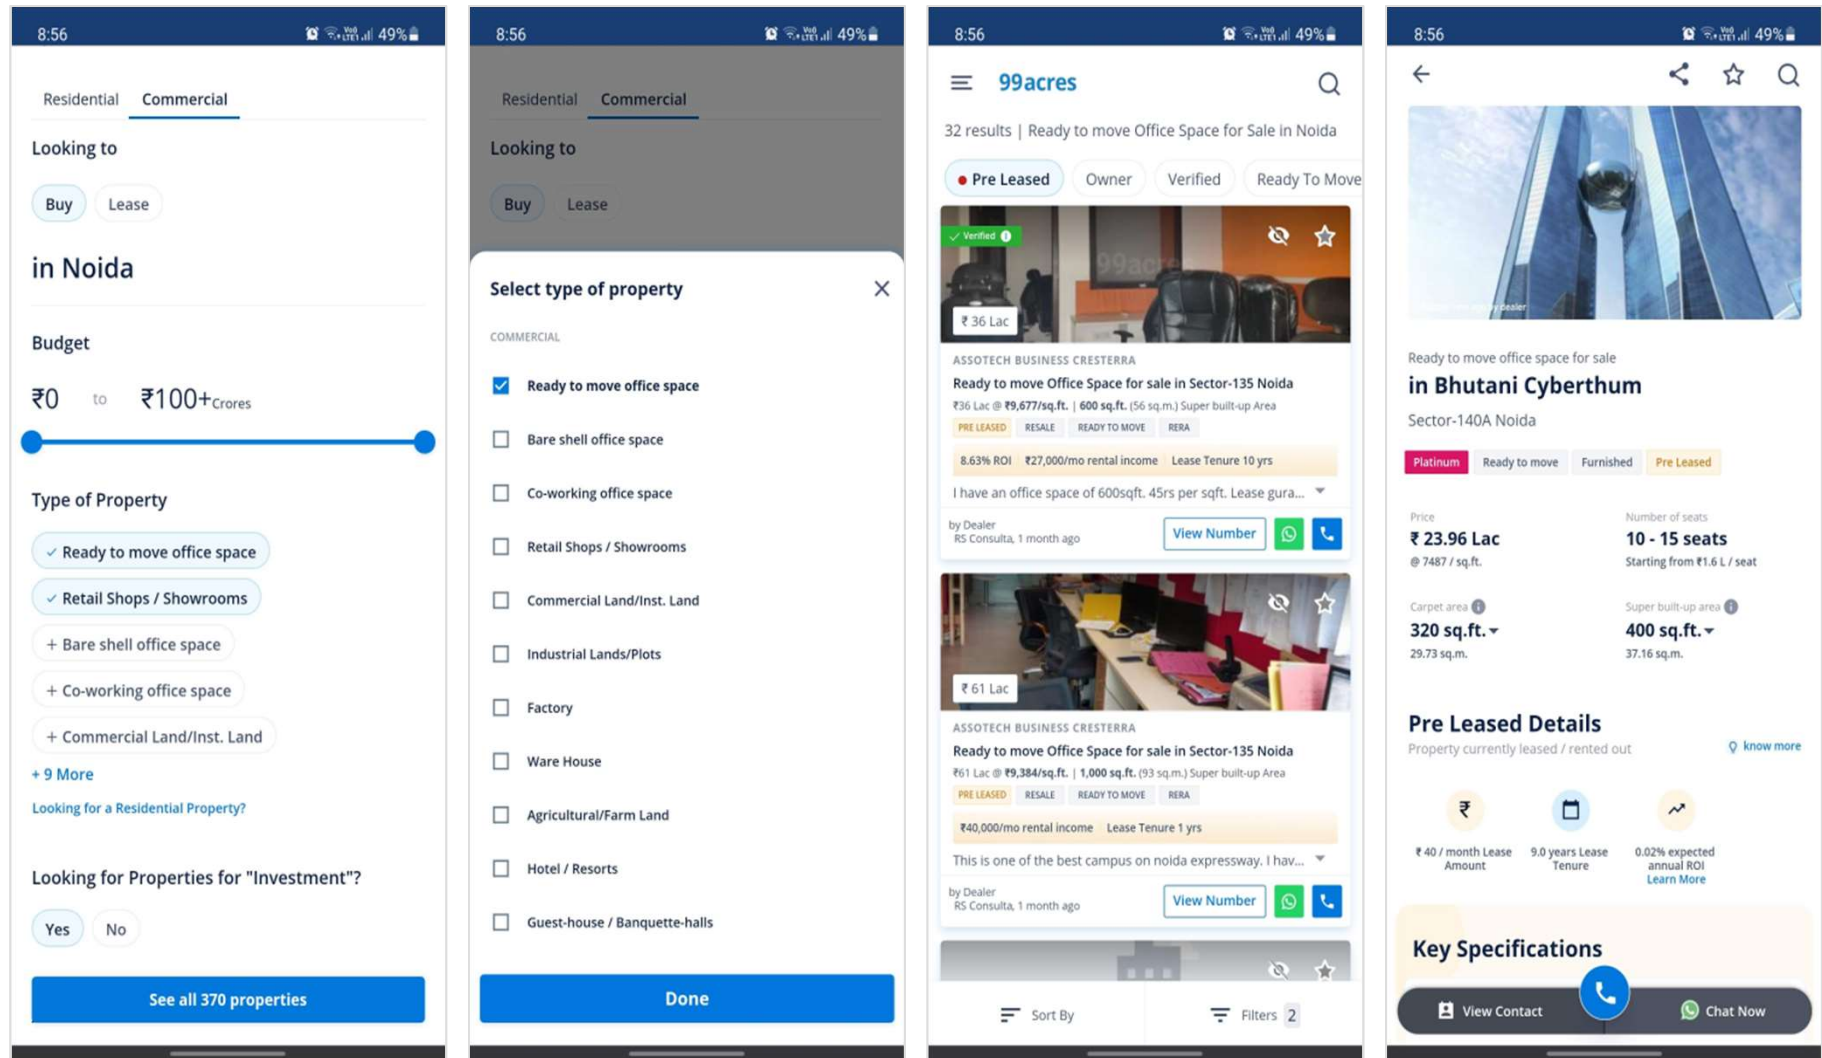 8:56
49%
Residential Commercial
Looking to
Buy Lease
in Noida
Budget
₹0 to ₹100+Crores
Type of Property
Ready to move office space
Retail Shops / Showrooms
+ Bare shell office space
+ Co-working office space
+ Commercial Land/Inst. Land
+ 9 More
Looking for a Residential Property?
Looking for Properties for "Investment"?
Yes No
See all 370 properties
8:56
49%
Residential Commercial
Looking to
Buy Lease
Select type of property
COMMERCIAL
Ready to move office space
Bare shell office space
Co-working office space
Retail Shops / Showrooms
Commercial Land/Inst. Land
Industrial Lands/Plots
Factory
Ware House
Agricultural/Farm Land
Hotel / Resorts
Guest-house / Banquette-halls
Done
8:56
49%
99acres
32 results | Ready to move Office Space for Sale in Noida
Pre Leased Owner Verified Ready To Move
Verified
₹ 36 Lac
ASSOTECH BUSINESS CRESTERRA
Ready to move Office Space for sale in Sector-135 Noida
₹36 Lac @ ₹9,677/sq.ft. | 600 sq.ft. (56 sq.m.) Super built-up Area
PRE LEASED RESALE READY TO MOVE RERA
8.63% ROI ₹27,000/mo rental income Lease Tenure 10 yrs
I have an office space of 600sqft. 45rs per sqft. Lease gura...
by Dealer
RS Consulta, 1 month ago
View Number
₹ 61 Lac
ASSOTECH BUSINESS CRESTERRA
Ready to move Office Space for sale in Sector-135 Noida
₹61 Lac @ ₹9,384/sq.ft. | 1,000 sq.ft. (93 sq.m.) Super built-up Area
PRE LEASED RESALE READY TO MOVE RERA
₹40,000/mo rental income Lease Tenure 1 yrs
This is one of the best campus on noida expressway. I hav...
by Dealer
RS Consulta, 1 month ago
View Number
Sort By Filters 2
8:56
49%
dealer
Ready to move office space for sale
in Bhutani Cyberthum
Sector-140A Noida
Platinum Ready to move Furnished Pre Leased
Price Number of seats
₹ 23.96 Lac 10 - 15 seats
@ 7487 / sq.ft. Starting from ₹1.6 L / seat
Carpet area Super built-up area
320 sq.ft. 400 sq.ft.
29.73 sq.m. 37.16 sq.m.
Pre Leased Details
Property currently leased / rented out know more
₹ 40 / month Lease Amount
9.0 years Lease Tenure
0.02% expected annual ROI
Learn More
Key Specifications
View Contact Chat Now